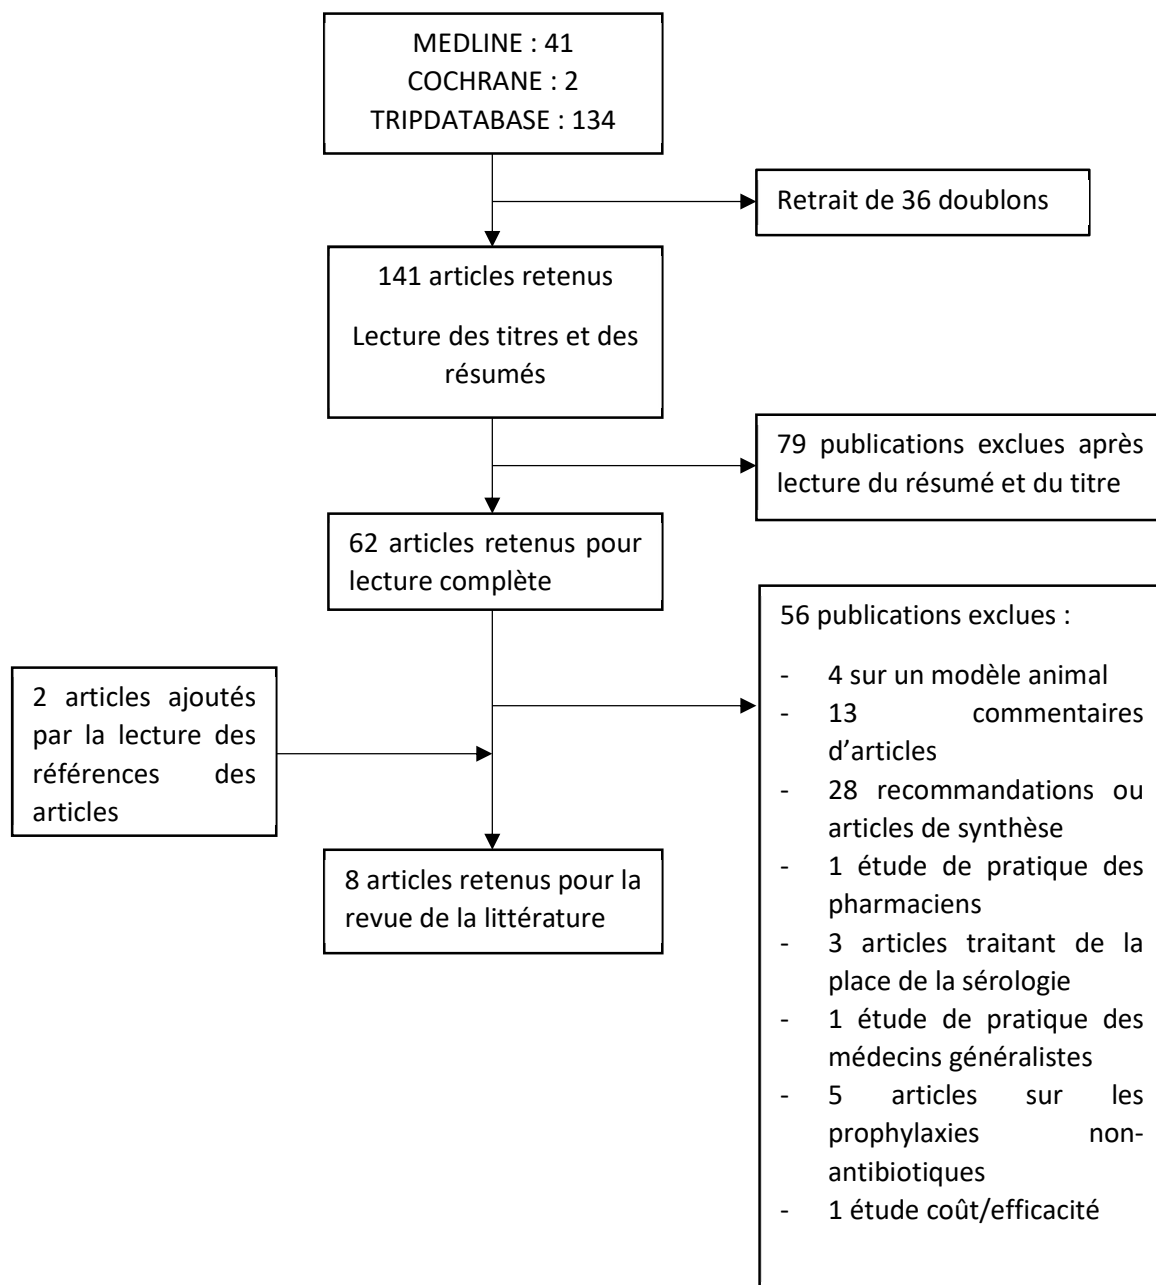 MEDLINE : 41
COCHRANE : 2
TRIPDATABASE : 134
Retrait de 36 doublons
141 articles retenus
Lecture des titres et des
résumés
79 publications exclues après
lecture du résumé et du titre
62 articles retenus pour
lecture complète
56 publications exclues :
- 4 sur un modèle animal
- 13 commentaires
d’articles
- 28 recommandations ou
articles de synthèse
- 1 étude de pratique des
pharmaciens
- 3 articles traitant de la
place de la sérologie
- 1 étude de pratique des
médecins généralistes
- 5 articles sur les
prophylaxies non-
antibiotiques
- 1 étude coût/efficacité
2 articles ajoutés
par la lecture des
références des
articles
8 articles retenus pour la
revue de la littérature